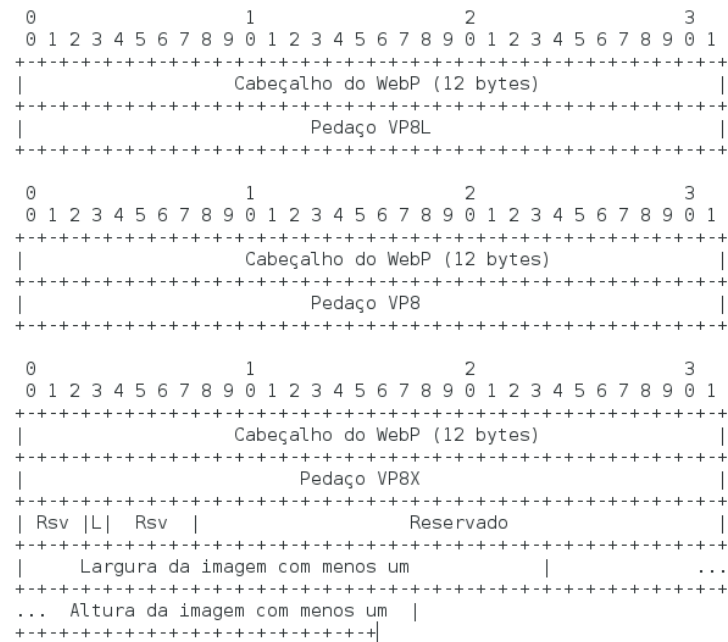 0                   1                   2                   3
0 1 2 3 4 5 6 7 8 9 0 1 2 3 4 5 6 7 8 9 0 1 2 3 4 5 6 7 8 9 0 1
+-+-+-+-+-+-+-+-+-+-+-+-+-+-+-+-+-+-+-+-+-+-+-+-+-+-+-+-+-+-+-+-+
|                   Cabeçalho do WebP (12 bytes)                |
+-+-+-+-+-+-+-+-+-+-+-+-+-+-+-+-+-+-+-+-+-+-+-+-+-+-+-+-+-+-+-+-+
|                          Pedaço VP8L                          |
+-+-+-+-+-+-+-+-+-+-+-+-+-+-+-+-+-+-+-+-+-+-+-+-+-+-+-+-+-+-+-+-+
0                   1                   2                   3
0 1 2 3 4 5 6 7 8 9 0 1 2 3 4 5 6 7 8 9 0 1 2 3 4 5 6 7 8 9 0 1
+-+-+-+-+-+-+-+-+-+-+-+-+-+-+-+-+-+-+-+-+-+-+-+-+-+-+-+-+-+-+-+-+
|                    Cabeçalho do WebP (12 bytes)               |
+-+-+-+-+-+-+-+-+-+-+-+-+-+-+-+-+-+-+-+-+-+-+-+-+-+-+-+-+-+-+-+-+
|                          Pedaço VP8                           |
+-+-+-+-+-+-+-+-+-+-+-+-+-+-+-+-+-+-+-+-+-+-+-+-+-+-+-+-+-+-+-+-+
0                   1                   2                   3
0 1 2 3 4 5 6 7 8 9 0 1 2 3 4 5 6 7 8 9 0 1 2 3 4 5 6 7 8 9 0 1
+-+-+-+-+-+-+-+-+-+-+-+-+-+-+-+-+-+-+-+-+-+-+-+-+-+-+-+-+-+-+-+-+
|                   Cabeçalho do WebP (12 bytes)                |
+-+-+-+-+-+-+-+-+-+-+-+-+-+-+-+-+-+-+-+-+-+-+-+-+-+-+-+-+-+-+-+-+
|                         Pedaço VP8X                           |
+-+-+-+-+-+-+-+-+-+-+-+-+-+-+-+-+-+-+-+-+-+-+-+-+-+-+-+-+-+-+-+-+
| Rsv |L|  Rsv  |                   Reservado                   |
+-+-+-+-+-+-+-+-+-+-+-+-+-+-+-+-+-+-+-+-+-+-+-+-+-+-+-+-+-+-+-+-+
|     Largura da imagem com menos um            |             ...
+-+-+-+-+-+-+-+-+-+-+-+-+-+-+-+-+-+-+-+-+-+-+-+-+-+-+-+-+-+-+-+-+
...  Altura da imagem com menos um  |
+-+-+-+-+-+-+-+-+-+-+-+-+-+-+-+-+|